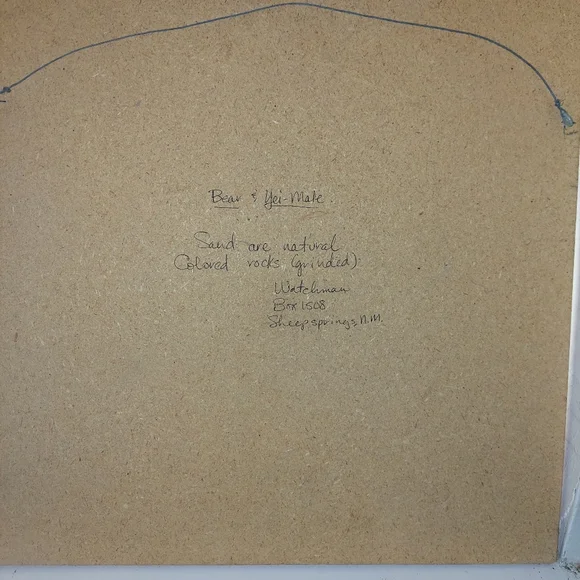 Bear & Yei-Male.
Sand are natural
Colored rocks (grinded).
Watchman
Box 1508
Sheepsprings, N.M.